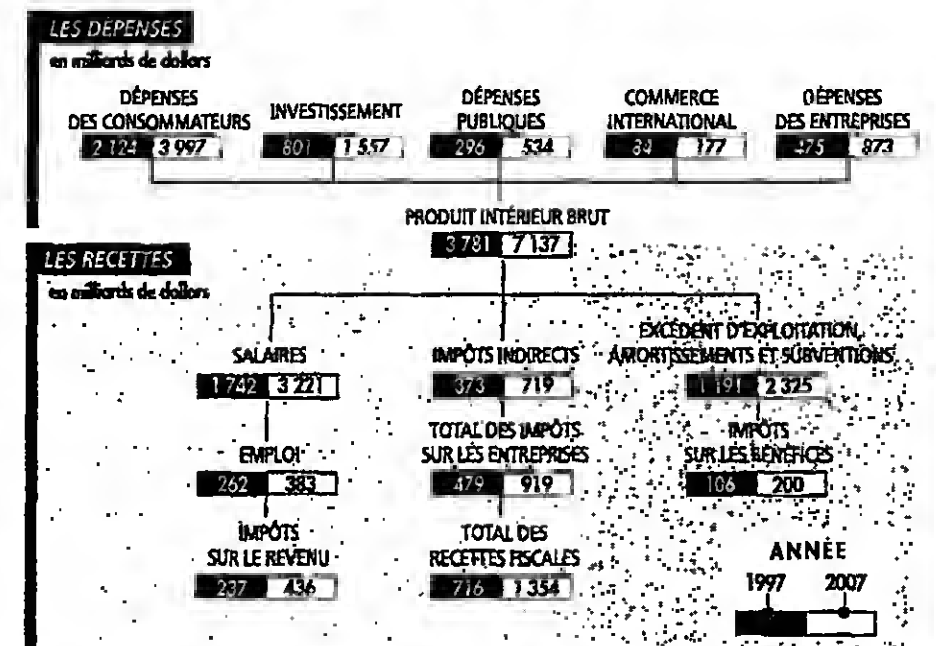 LES DÉPENSES
en milliards de dollars
DÉPENSES
DES CONSOMMATEURS
2 124 3 997
INVESTISSEMENT
801 1 557
DÉPENSES
PUBLIQUES
296 534
COMMERCE
INTERNATIONAL
84 177
DÉPENSES
DES ENTREPRISES
475 873
PRODUIT INTÉRIEUR BRUT
3 781 7 137
LES RECETTES
en milliards de dollars
SALAIRES
1 742 3 221
EMPLOI
262 383
IMPÔTS
SUR LE REVENU
237 436
IMPÔTS INDIRECTS
373 719
TOTAL DES IMPÔTS
SUR LES ENTREPRISES
479 919
TOTAL DES
RECETTES FISCALES
716 1 354
EXCÉDENT D'EXPLOITATION,
AMORTISSEMENTS ET SUBVENTIONS
1 191 2 325
IMPÔTS
SUR LES BÉNÉFICES
106 200
ANNÉE
1997 2007